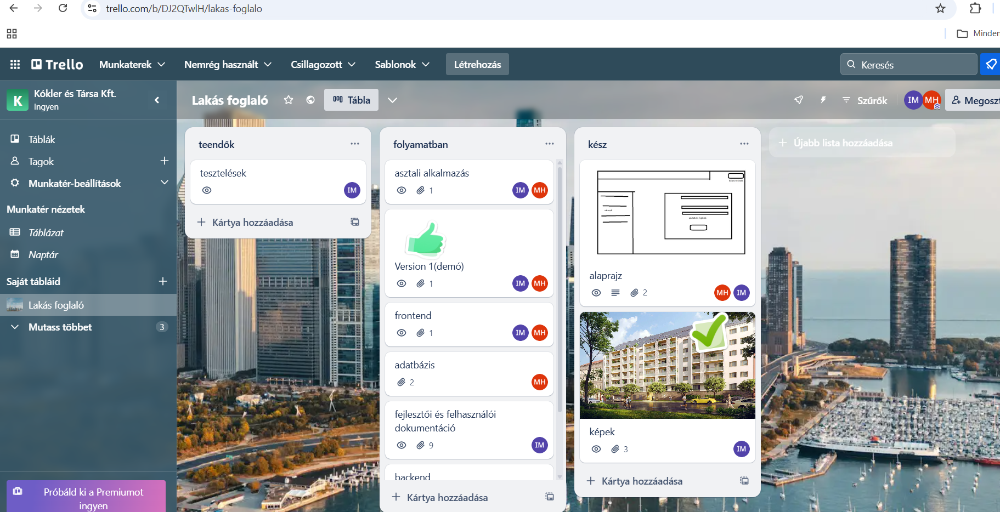 trello.com/b/DJ2QTwlH/lakas-foglalo
Minden
Trello
Munkaterek
Nemrég használt
Csillagozott
Sablonok
Létrehozás
Keresés
K
Kókler és Társa Kft.
Ingyen
Lakás foglaló
Tábla
Szűrők
IM
MH
Megoszt
Táblák
Tagok
Munkatér-beállítások
Munkatér nézetek
Táblázat
Naptár
Saját tábláid
Lakás foglaló
Mutass többet
3
Próbáld ki a Premiumot
ingyen
teendők
tesztelések
IM
Kártya hozzáadása
folyamatban
asztali alkalmazás
1
IM
MH
Version 1(demó)
1
IM
MH
frontend
1
IM
MH
adatbázis
2
MH
fejlesztői és felhasználói
dokumentáció
9
IM
backend
Kártya hozzáadása
kész
alaprajz
2
MH
IM
képek
3
IM
Kártya hozzáadása
Újabb lista hozzáadása